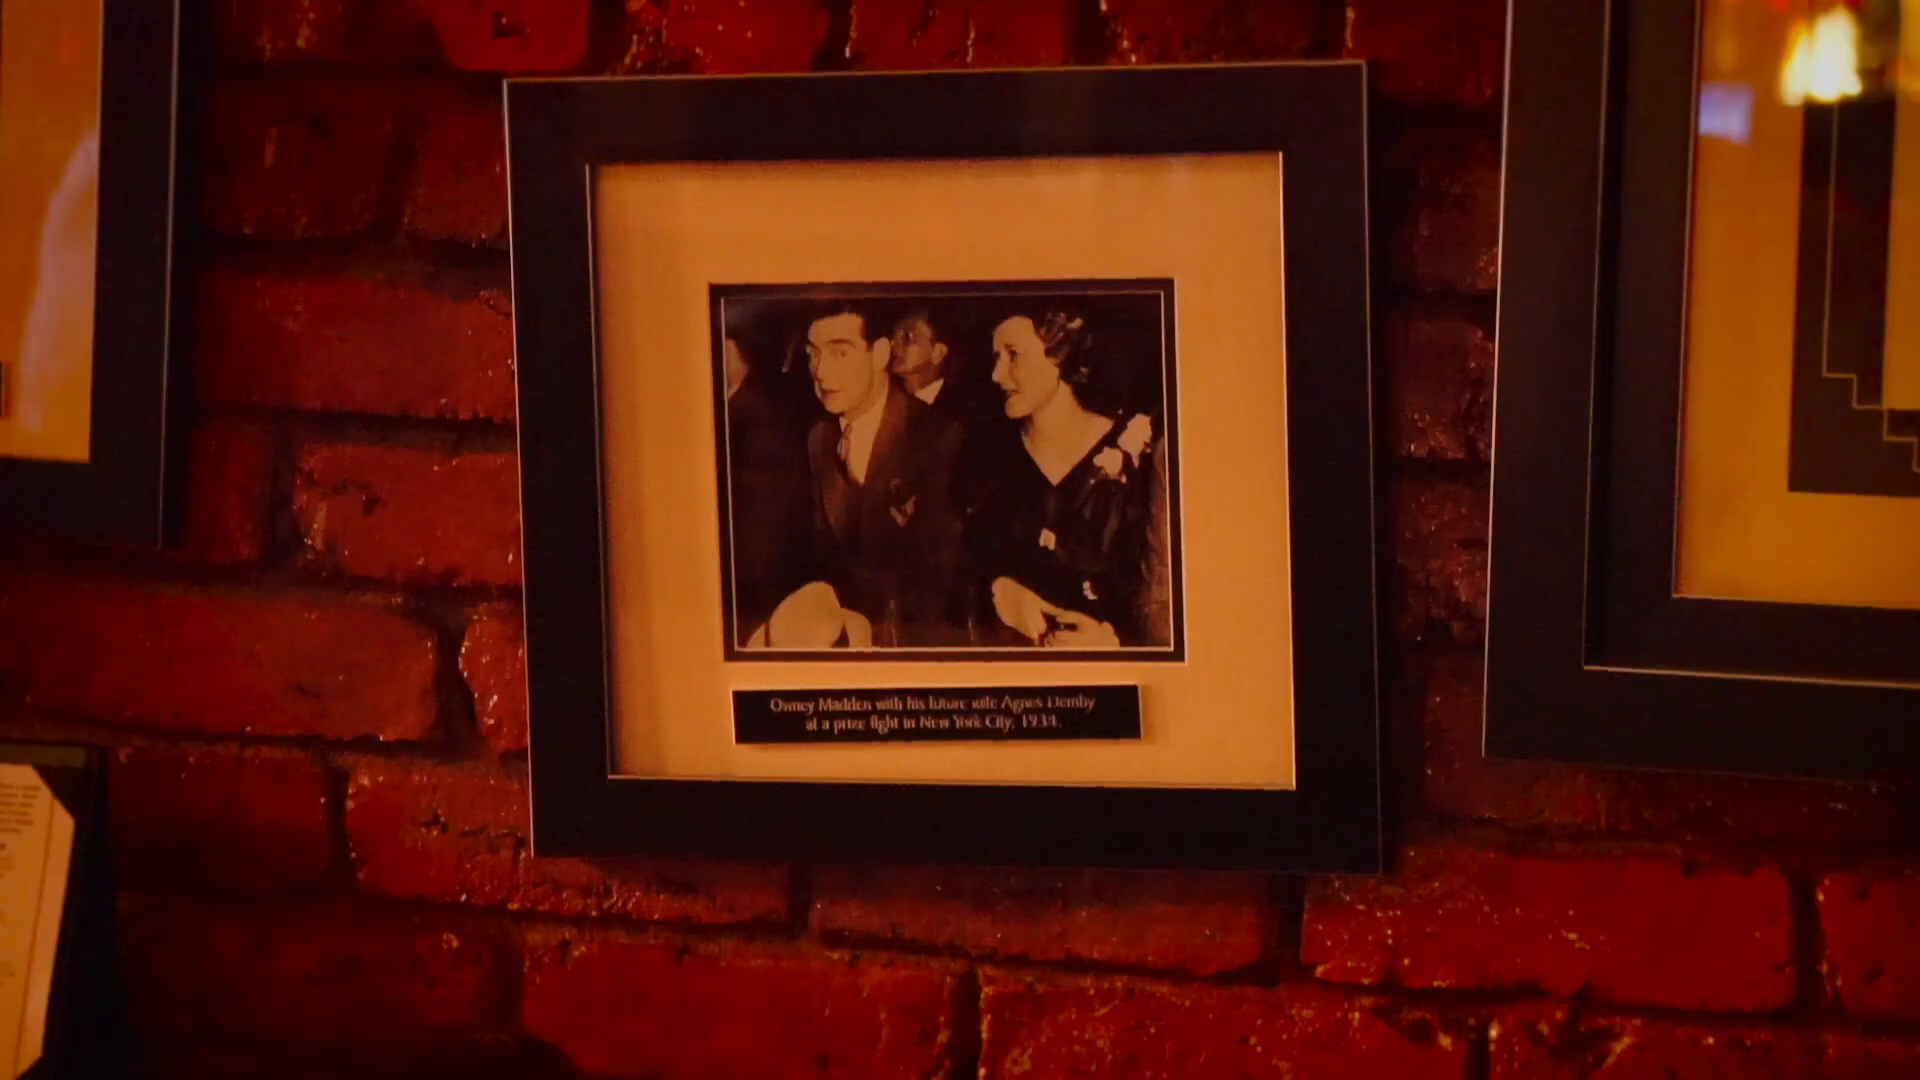 Owney Madden with his future wife Agnes Demby
at a prize fight in New York City, 1934.